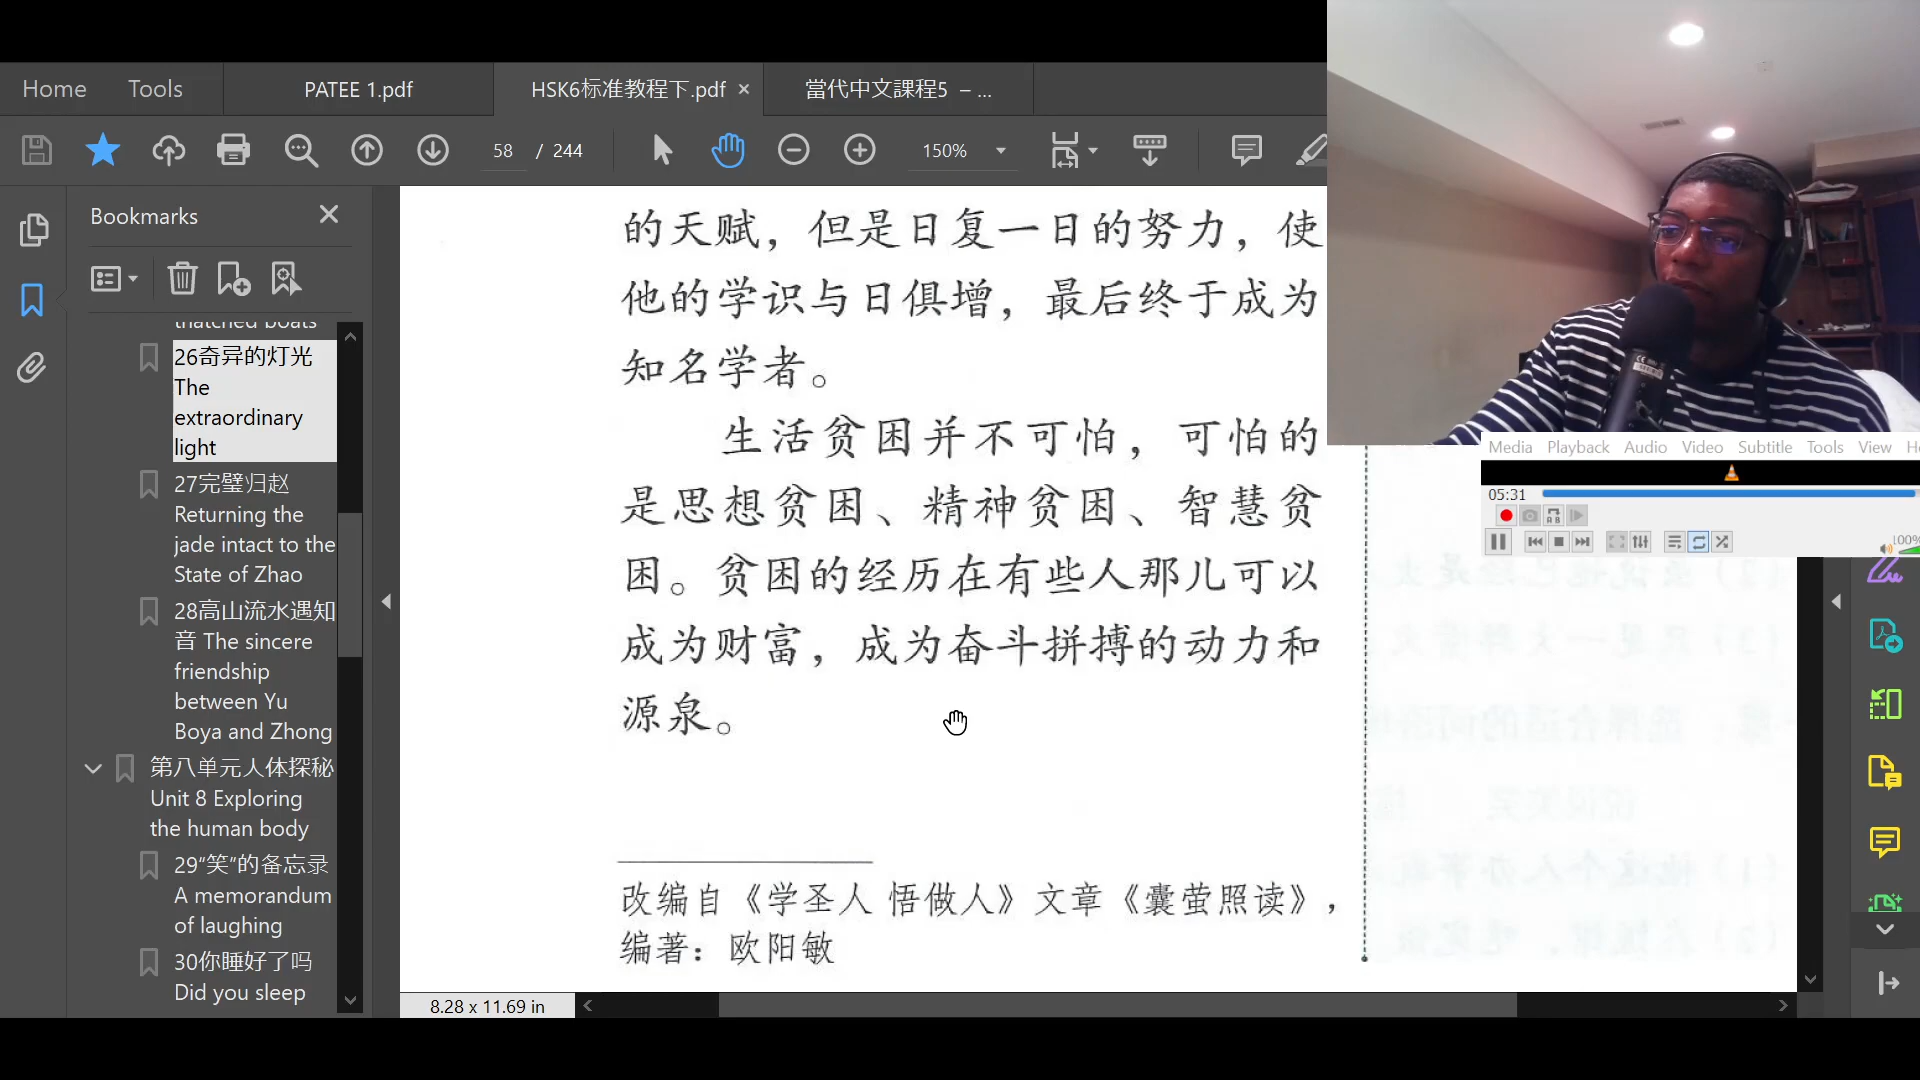 Home
Tools
PATEE 1.pdf
HSK6标准教程下.pdf
當代中文課程5 – ...
58 / 244
150%
Bookmarks
thatched boats
26奇异的灯光
The
extraordinary
light
27完璧归赵
Returning the
jade intact to the
State of Zhao
28高山流水遇知
音 The sincere
friendship
between Yu
Boya and Zhong
第八单元人体探秘
Unit 8 Exploring
the human body
29“笑”的备忘录
A memorandum
of laughing
30你睡好了吗
Did you sleep
的天赋，但是日复一日的努力，使
他的学识与日俱增，最后终于成为
知名学者。
生活贫困并不可怕，可怕的
是思想贫困、精神贫困、智慧贫
困。贫困的经历在有些人那儿可以
成为财富，成为奋斗拼搏的动力和
源泉。
改编自《学圣人 悟做人》文章《囊萤照读》，
编著：欧阳敏
8.28 x 11.69 in
Media Playback Audio Video Subtitle Tools View
05:31
100%